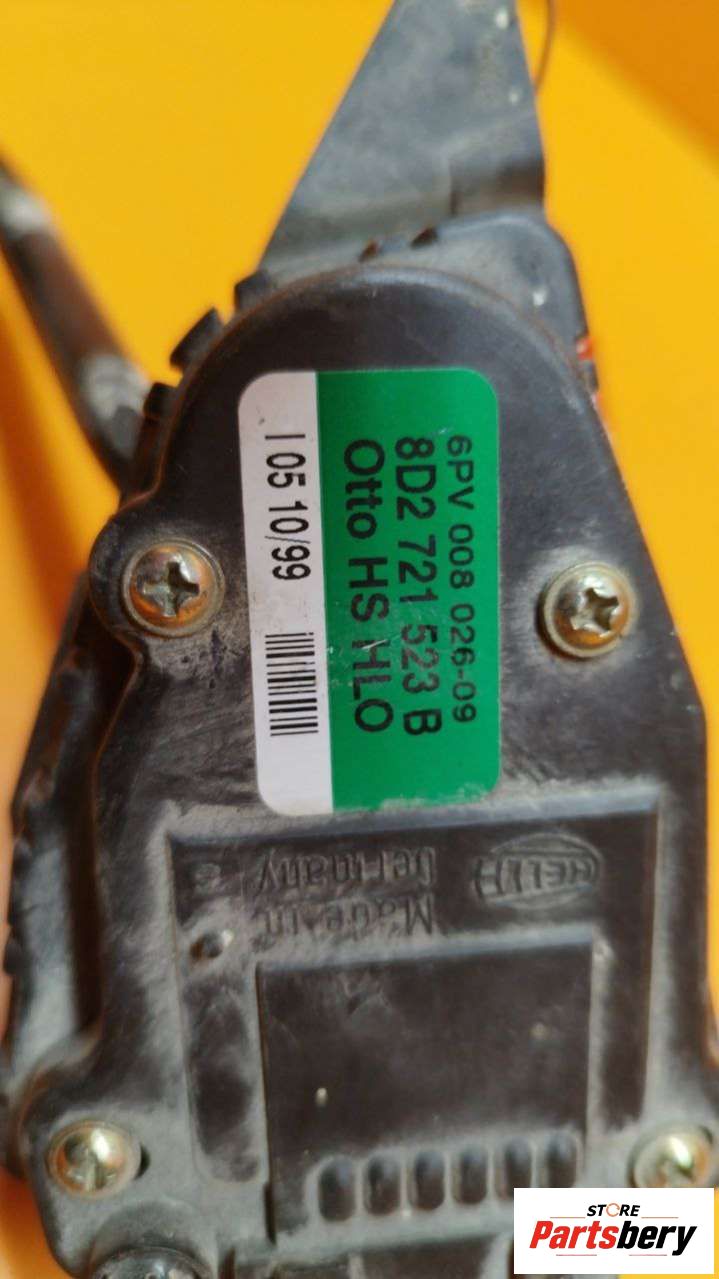 6PV 008 026-09
8D2 721 523 B
Otto HS HLO
I 05 10/99
HELLA
Made in
Germany
STORE
Partsbery